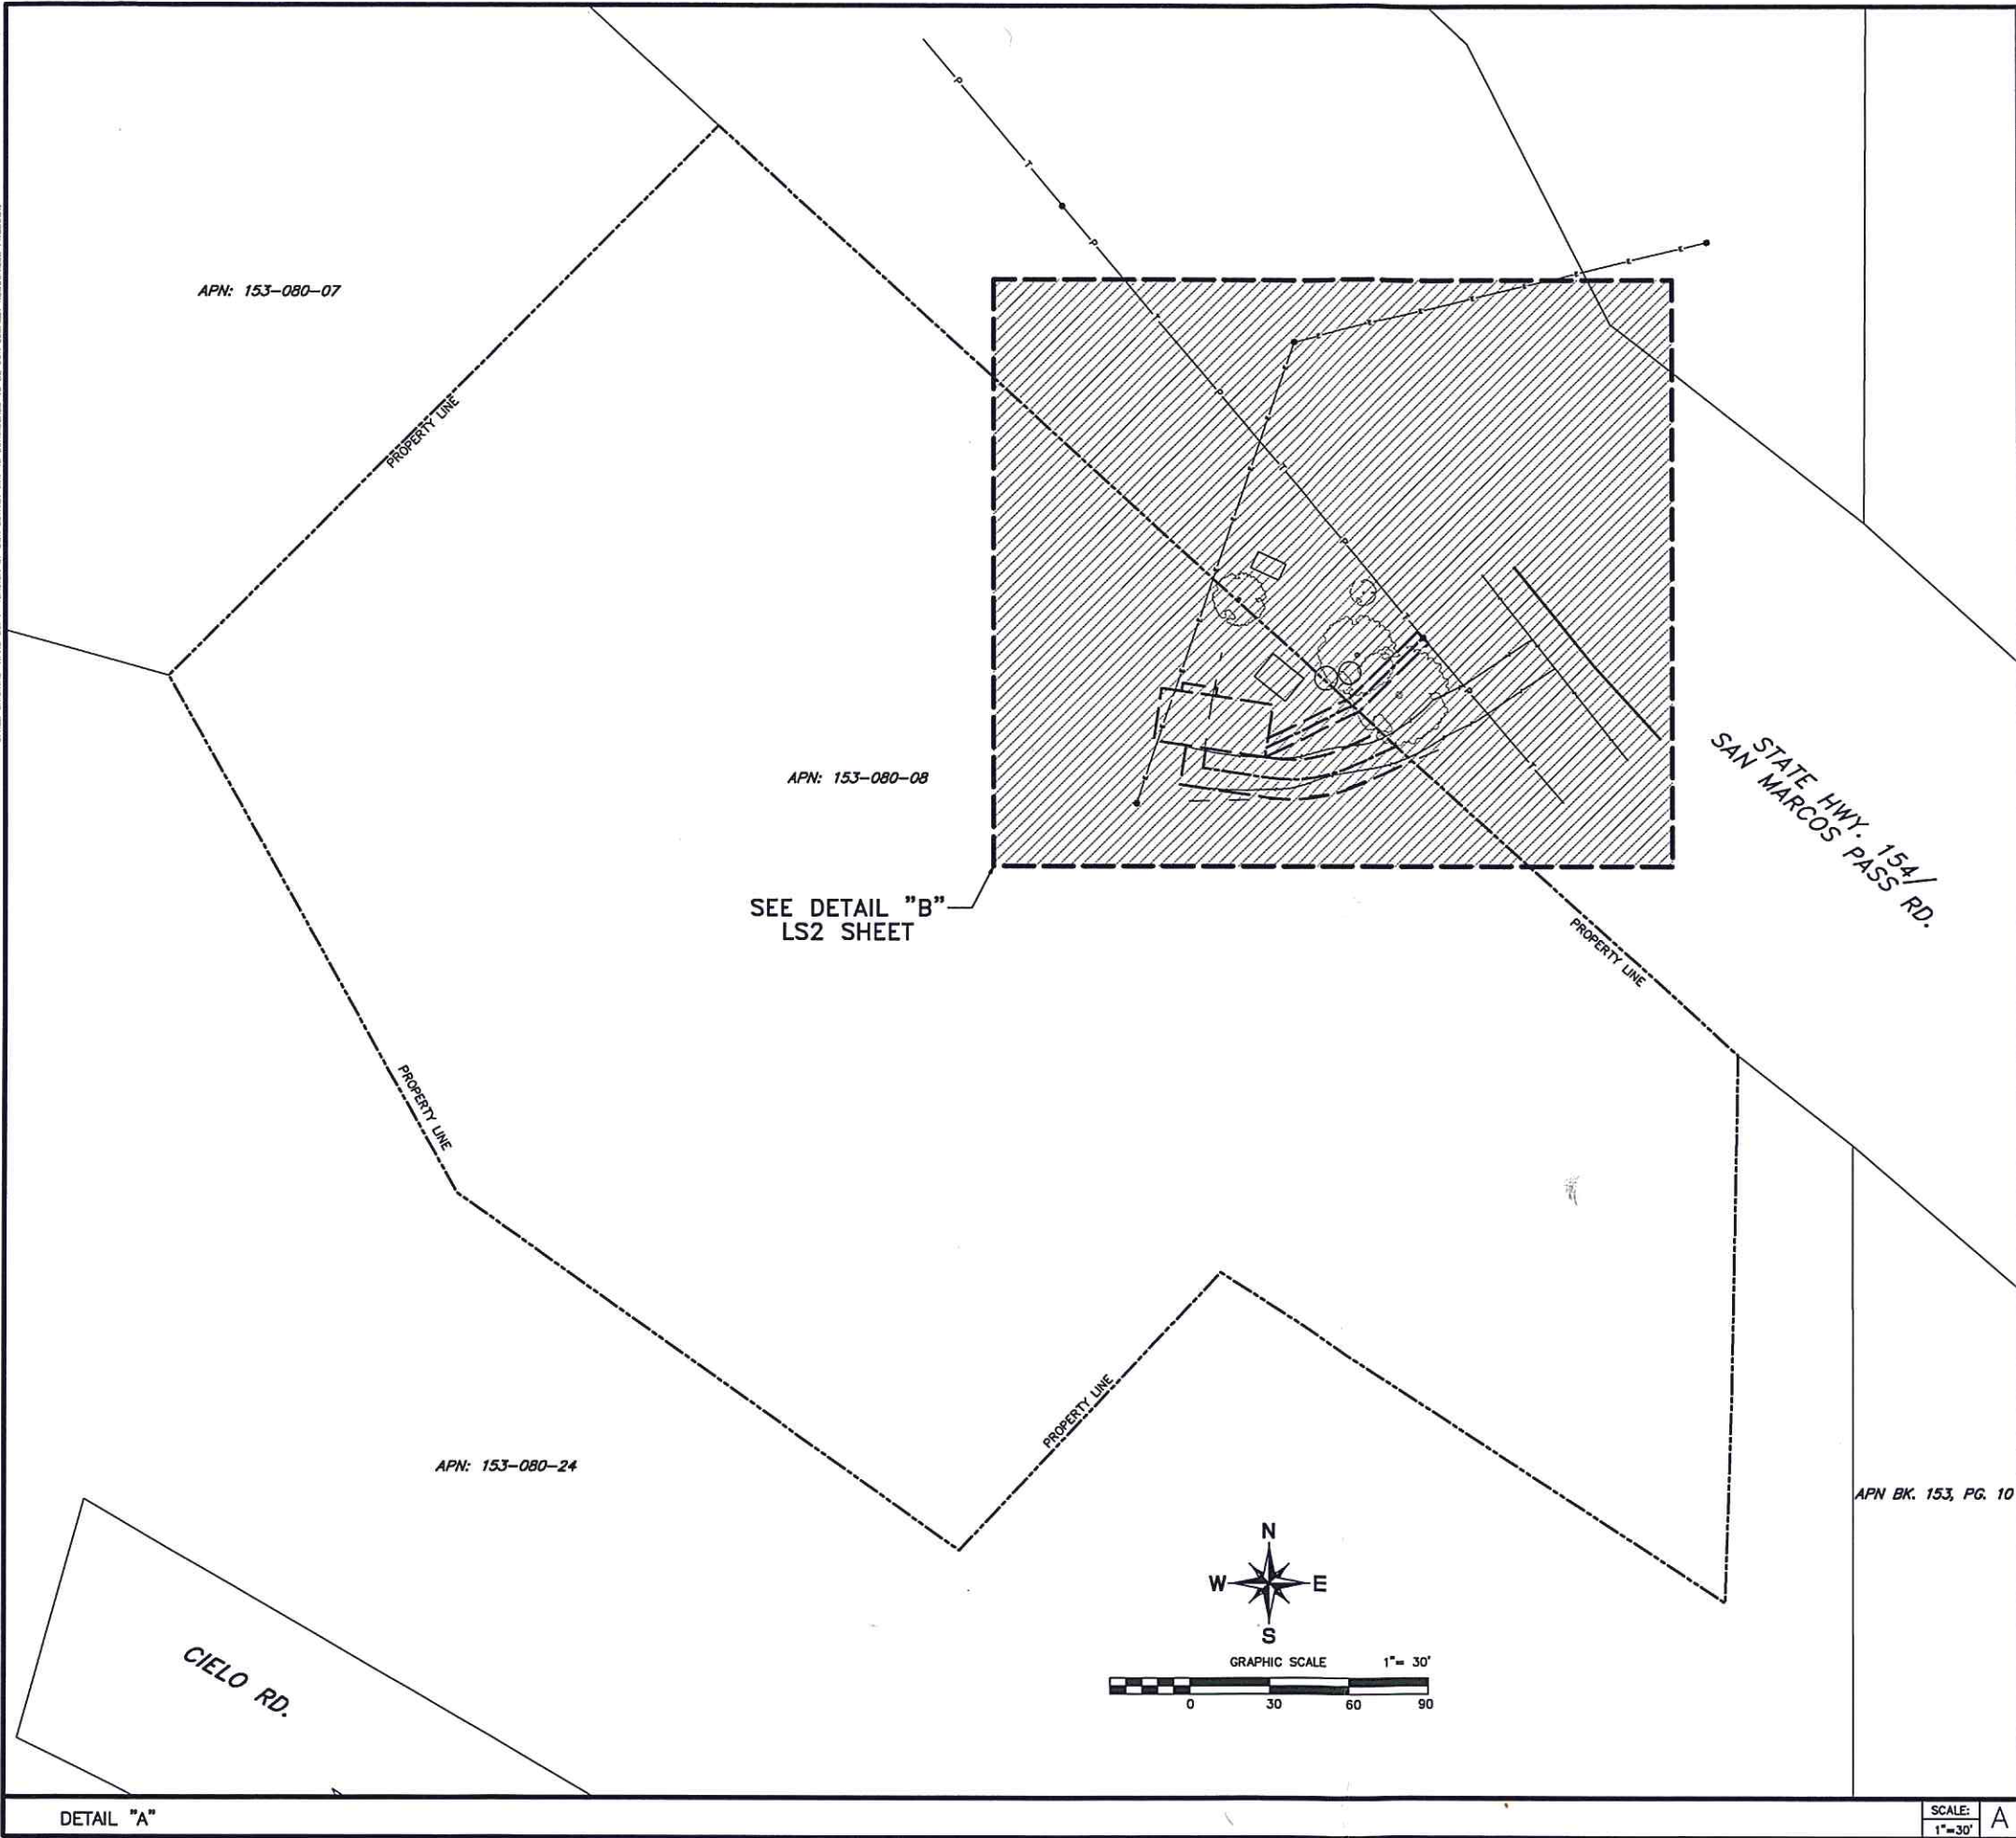 APN: 153-080-07
PROPERTY LINE
APN: 153-080-08
SEE DETAIL "B"
LS2 SHEET
STATE HWY. 154/
SAN MARCOS PASS RD.
PROPERTY LINE
PROPERTY LINE
PROPERTY LINE
APN: 153-080-24
APN BK. 153, PG. 10
CIELO RD.
N
W E
S
GRAPHIC SCALE 1"= 30'
0 30 60 90
DETAIL "A"
SCALE:
1"=30'
A
P
T
P
T
P
T
P
T
P
T
E
E
E
E
E
E
E
E